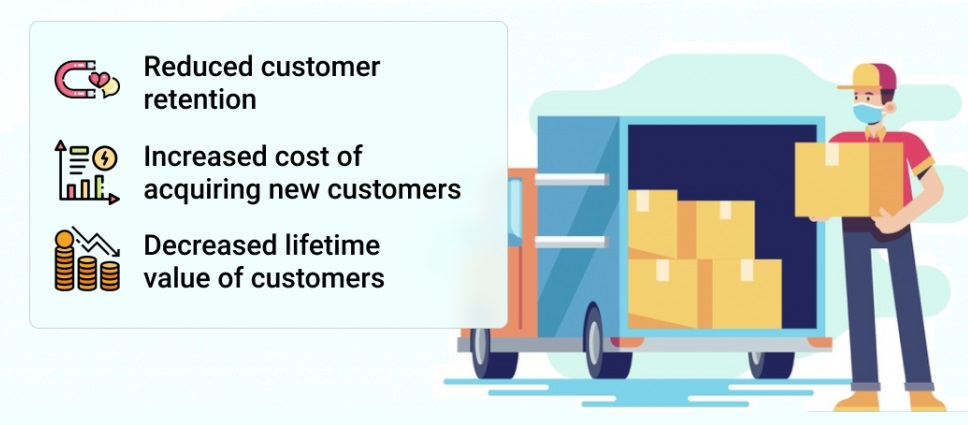 Reduced customer
retention
Increased cost of
acquiring new customers
Decreased lifetime
value of customers